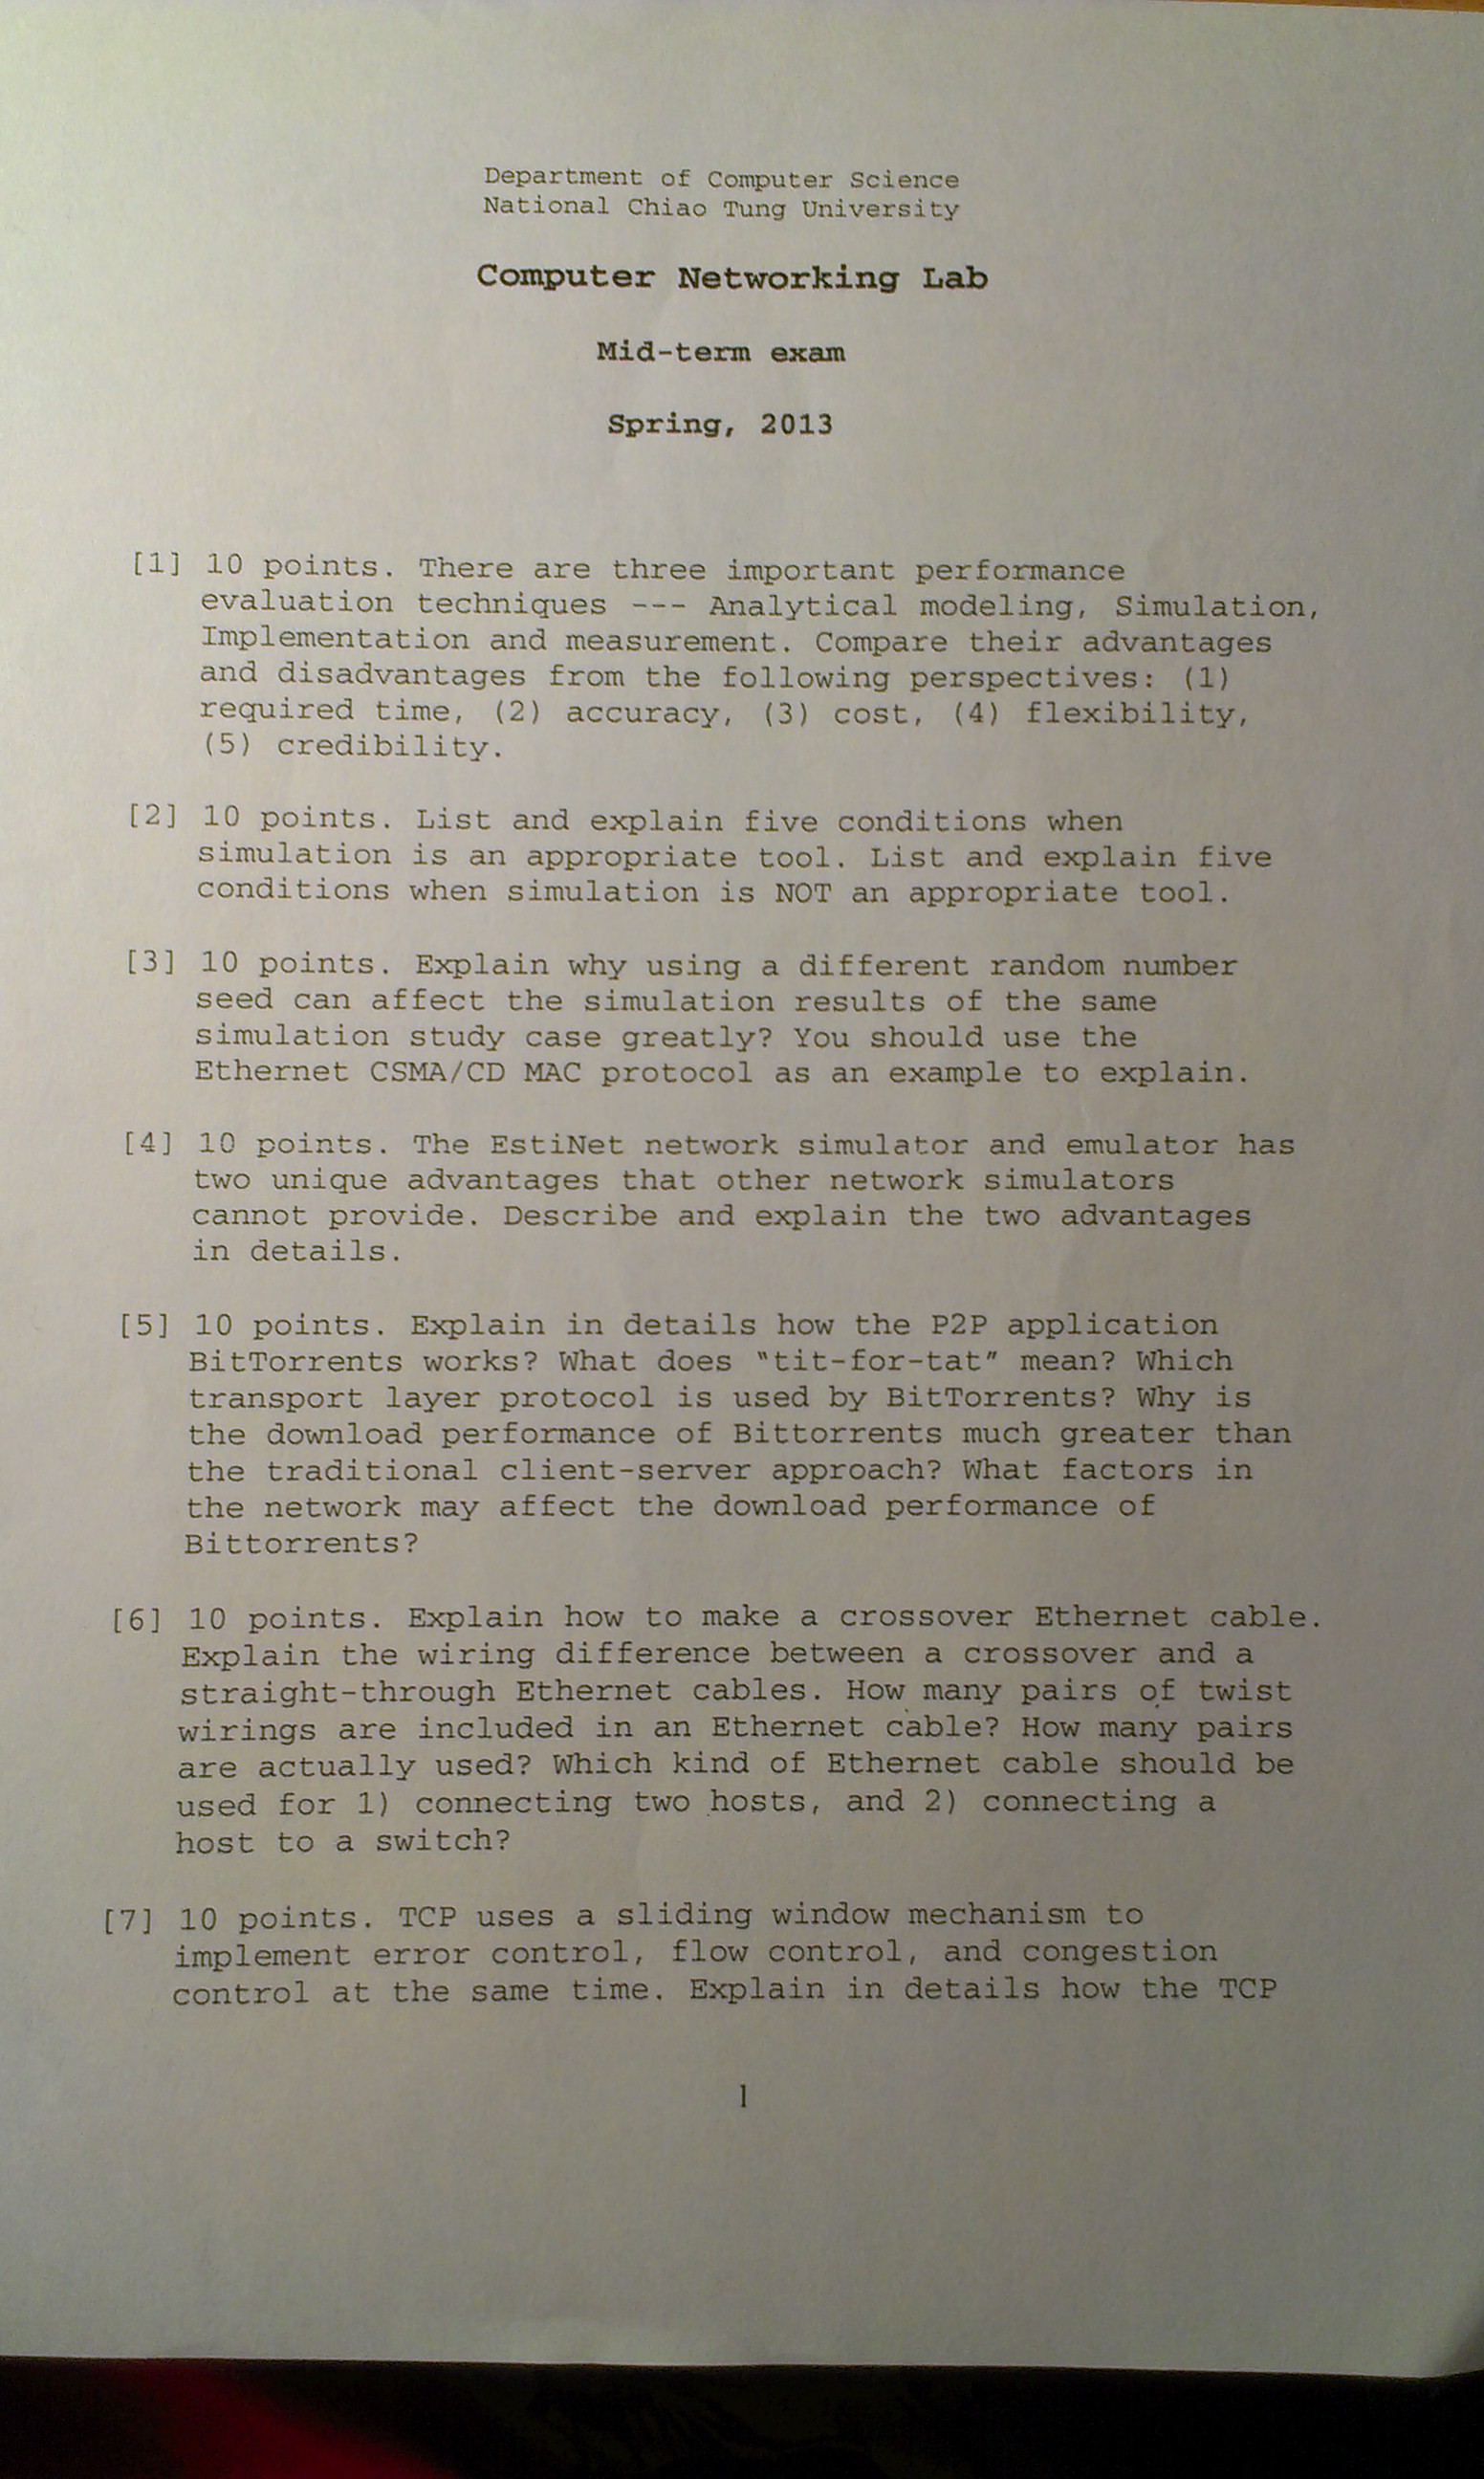 Department of Computer Science
National Chiao Tung University
Computer Networking Lab
Mid-term exam
Spring, 2013
[1] 10 points. There are three important performance
evaluation techniques --- Analytical modeling, Simulation,
Implementation and measurement. Compare their advantages
and disadvantages from the following perspectives: (1)
required time, (2) accuracy, (3) cost, (4) flexibility,
(5) credibility.
[2] 10 points. List and explain five conditions when
simulation is an appropriate tool. List and explain five
conditions when simulation is NOT an appropriate tool.
[3] 10 points. Explain why using a different random number
seed can affect the simulation results of the same
simulation study case greatly? You should use the
Ethernet CSMA/CD MAC protocol as an example to explain.
[4] 10 points. The EstiNet network simulator and emulator has
two unique advantages that other network simulators
cannot provide. Describe and explain the two advantages
in details.
[5] 10 points. Explain in details how the P2P application
BitTorrents works? What does "tit-for-tat" mean? Which
transport layer protocol is used by BitTorrents? Why is
the download performance of Bittorrents much greater than
the traditional client-server approach? What factors in
the network may affect the download performance of
Bittorrents?
[6] 10 points. Explain how to make a crossover Ethernet cable.
Explain the wiring difference between a crossover and a
straight-through Ethernet cables. How many pairs of twist
wirings are included in an Ethernet cable? How many pairs
are actually used? Which kind of Ethernet cable should be
used for 1) connecting two hosts, and 2) connecting a
host to a switch?
[7] 10 points. TCP uses a sliding window mechanism to
implement error control, flow control, and congestion
control at the same time. Explain in details how the TCP
1